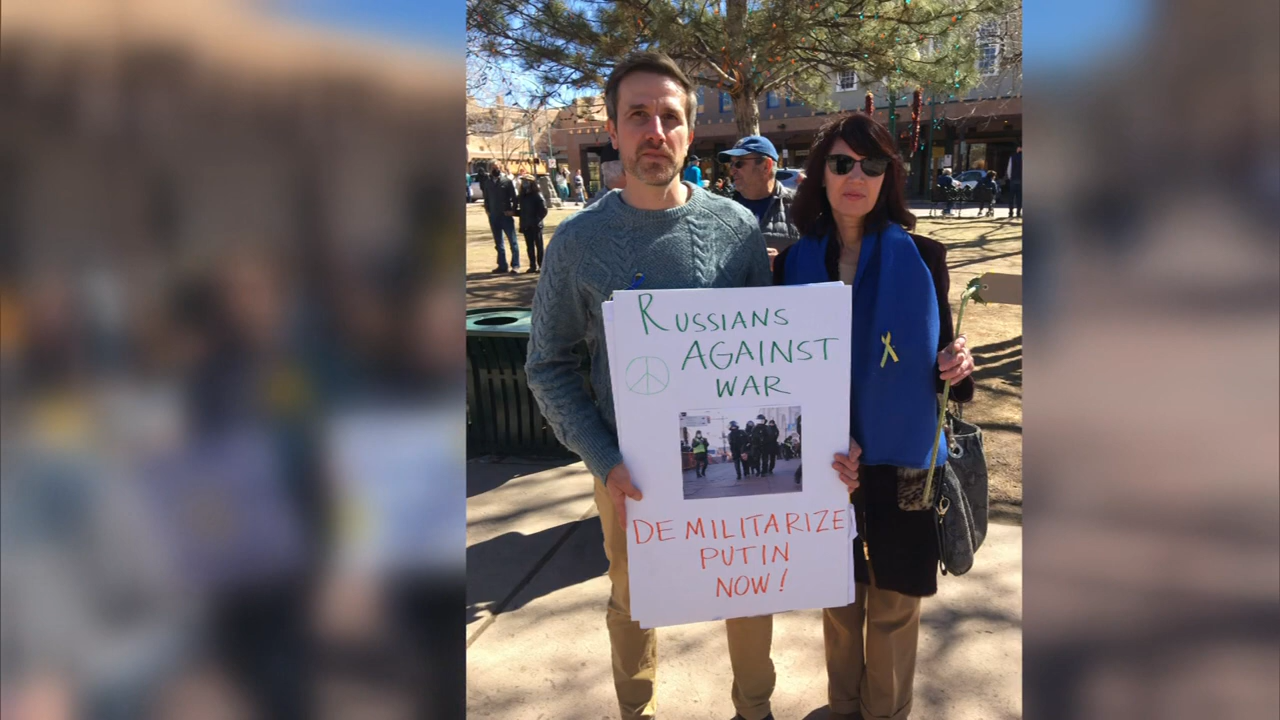 RUSSIANS
AGAINST
WAR
DEMILITARIZE
PUTIN
NOW!